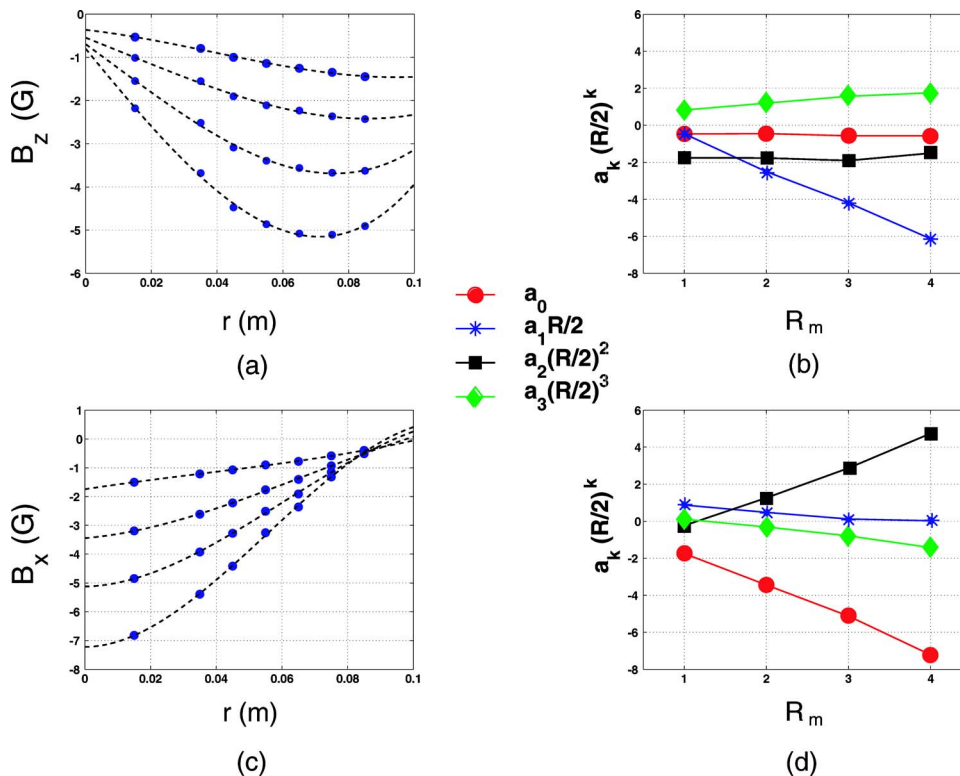 0
-1
-2
-3
-4
-5
-6
0 0.02 0.04 0.06 0.08 0.1
B_z (G)
r (m)
(a)
6
4
2
0
-2
-4
-6
-8
1 2 3 4
a_k(R/2)^k
R_m
(b)
a_0
a_1R/2
a_2(R/2)^2
a_3(R/2)^3
1
0
-1
-2
-3
-4
-5
-6
-7
-8
0 0.02 0.04 0.06 0.08 0.1
B_x (G)
r (m)
(c)
6
4
2
0
-2
-4
-6
-8
1 2 3 4
a_k(R/2)^k
R_m
(d)